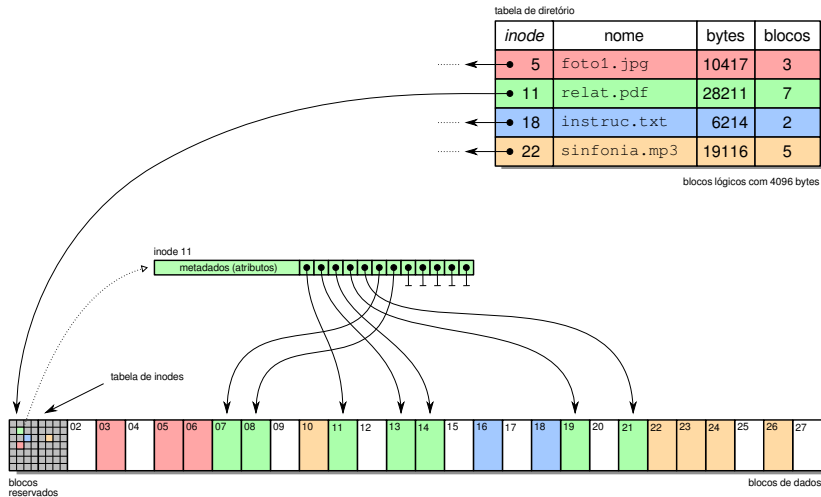 tabela de diretório
inode nome bytes blocos
5 foto1.jpg 10417 3
11 relat.pdf 28211 7
18 instruc.txt 6214 2
22 sinfonia.mp3 19116 5
blocos lógicos com 4096 bytes
inode 11
metadados (atributos)
tabela de inodes
02 03 04 05 06 07 08 09 10 11 12 13 14 15 16 17 18 19 20 21 22 23 24 25 26 27
blocos
reservados
blocos de dados